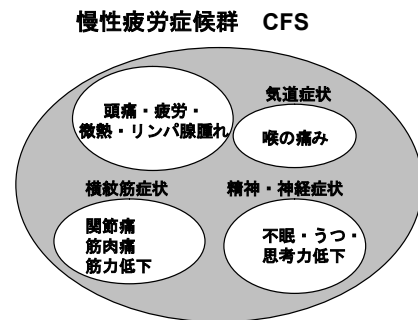 慢性疲労症候群　CFS
頭痛・疲労・
微熱・リンパ腺腫れ
気道症状
喉の痛み
横紋筋症状
関節痛
筋肉痛
筋力低下
精神・神経症状
不眠・うつ・
思考力低下